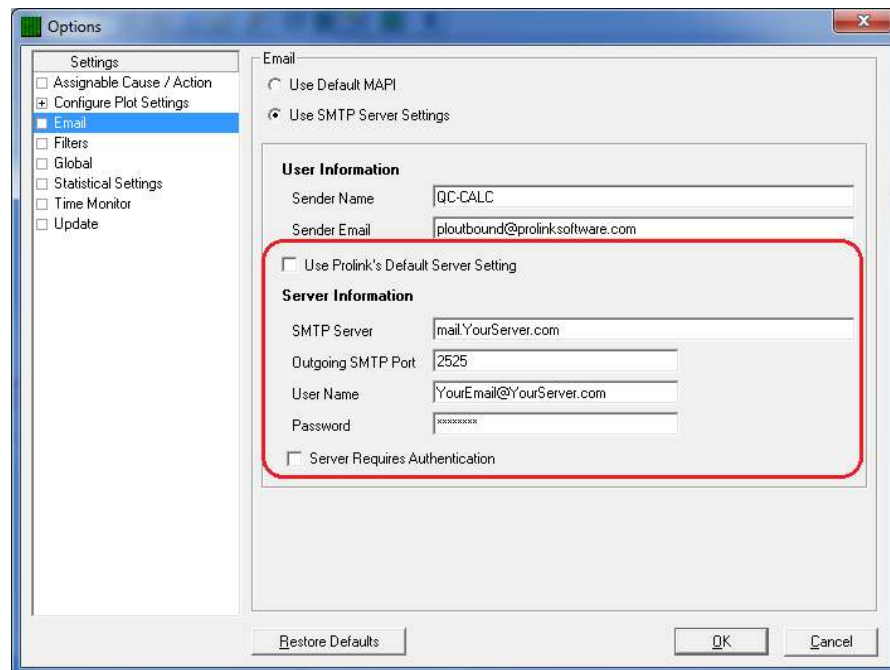 Options
Settings
Assignable Cause / Action
Configure Plot Settings
Email
Filters
Global
Statistical Settings
Time Monitor
Update
Email
Use Default MAPI
Use SMTP Server Settings
User Information
Sender Name QC-CALC
Sender Email ploutbound@prolinksoftware.com
Use Prolink's Default Server Setting
Server Information
SMTP Server mail.YourServer.com
Outgoing SMTP Port 2525
User Name YourEmail@YourServer.com
Password ××××××××
Server Requires Authentication
Restore Defaults OK Cancel